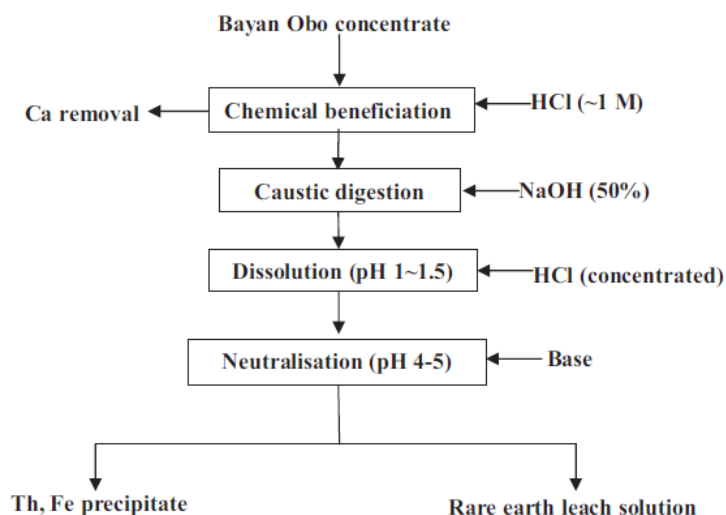 Bayan Obo concentrate
Ca removal
Chemical beneficiation
HCl (~1 M)
Caustic digestion
NaOH (50%)
Dissolution (pH 1~1.5)
HCl (concentrated)
Neutralisation (pH 4-5)
Base
Th, Fe precipitate
Rare earth leach solution